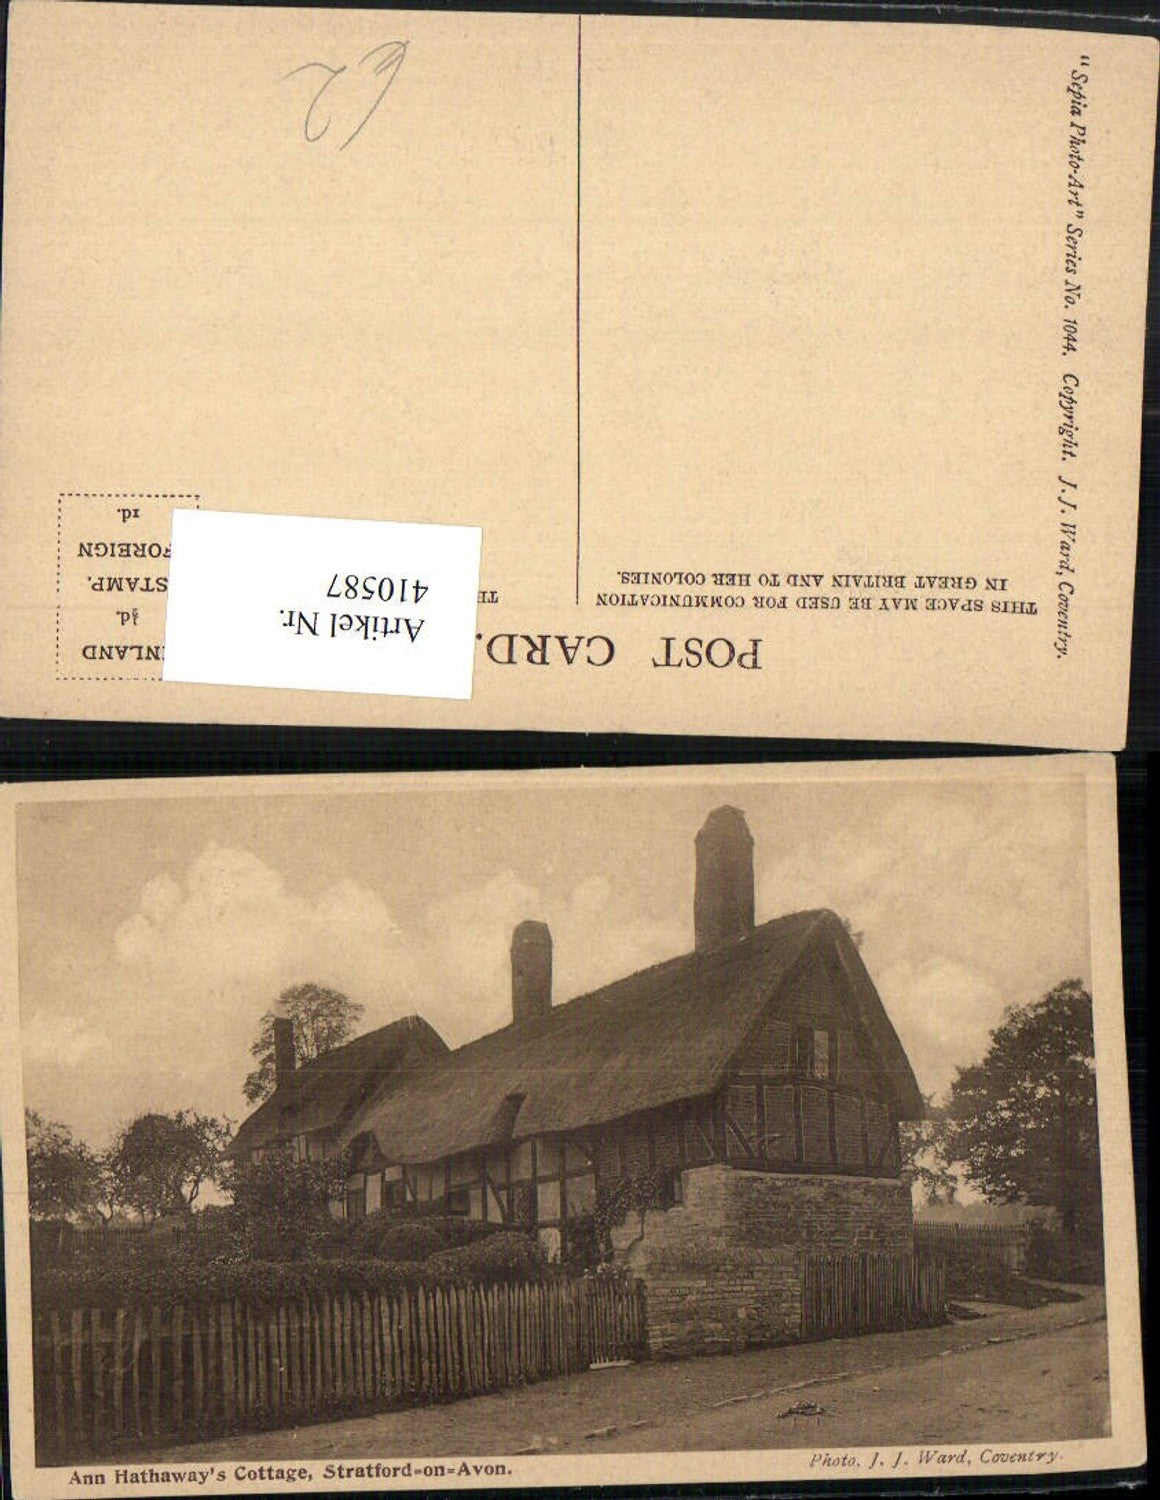 62
"Sepia Photo-Art" Series No. 1044. Copyright. J. J. Ward, Coventry.
POST CARD.
THIS SPACE MAY BE USED FOR COMMUNICATION
IN GREAT BRITAIN AND TO HER COLONIES.
TH
Artikel Nr.
410587
INLAND
½d.
STAMP.
FOREIGN
1d.
Ann Hathaway's Cottage, Stratford-on-Avon.
Photo. J. J. Ward, Coventry.